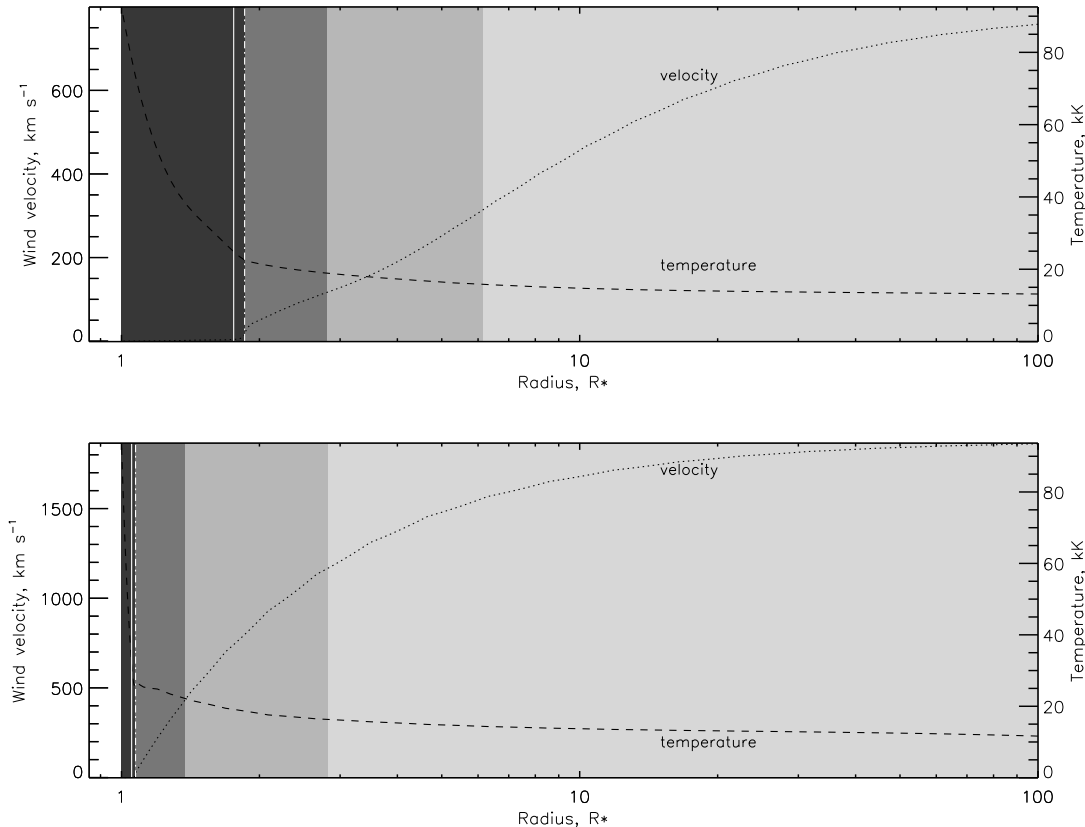 Wind velocity, km s⁻¹
600
400
200
0
velocity
temperature
80
60
40
20
0
Temperature, kK
1
10
100
Radius, R*
Wind velocity, km s⁻¹
1500
1000
500
0
velocity
temperature
80
60
40
20
0
Temperature, kK
1
10
100
Radius, R*